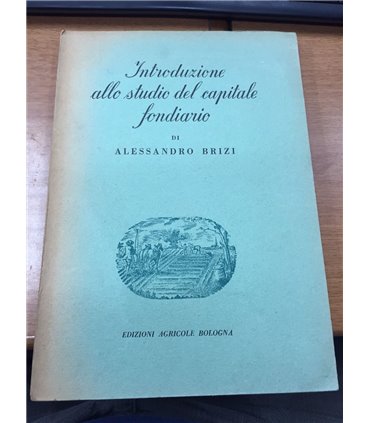 Introduzione
allo studio del capitale
fondiario
DI
ALESSANDRO BRIZI
EDIZIONI AGRICOLE BOLOGNA